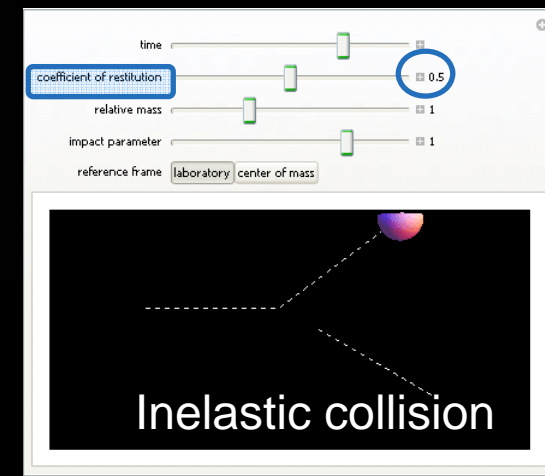 time
coefficient of restitution 0.5
relative mass 1
impact parameter 1
reference frame laboratory center of mass
Inelastic collision